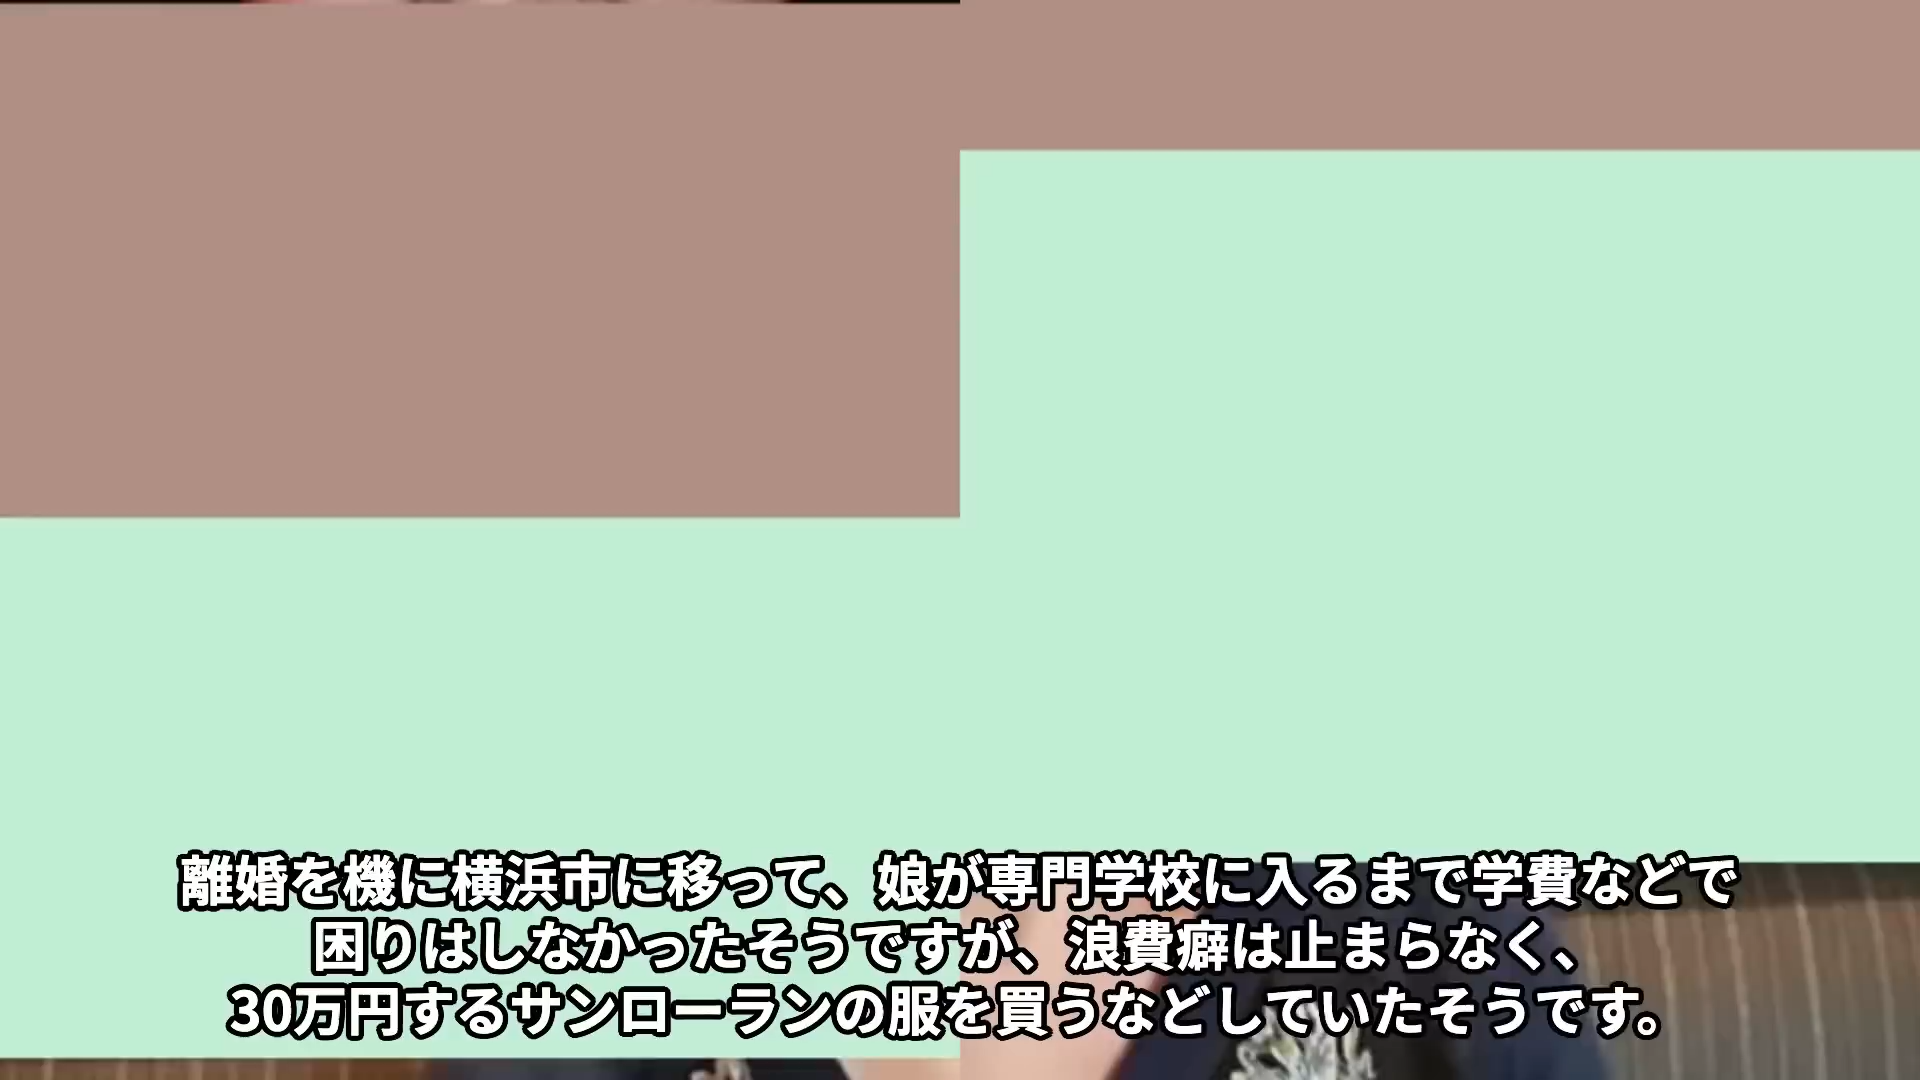 離婚を機に横浜市に移って、娘が専門学校に入るまで学費などで
困りはしなかったそうですが、浪費癖は止まらなく、
30万円するサンローランの服を買うなどしていたそうです。